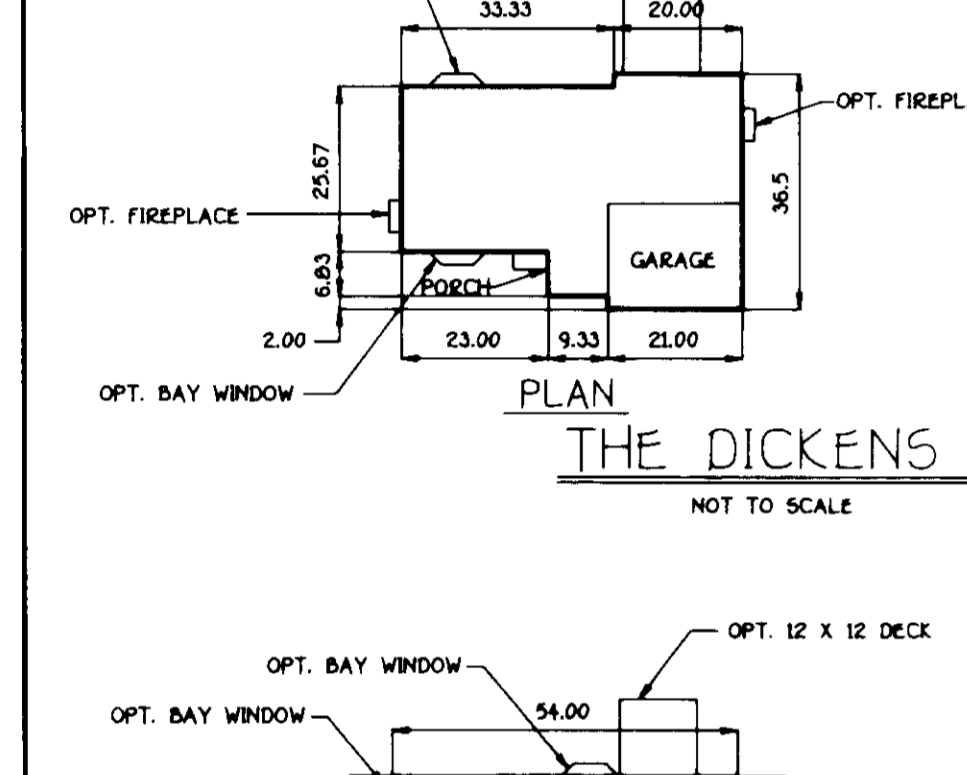 33.33
20.00
OPT. FIREPL
25.67
36.5
OPT. FIREPLACE
GARAGE
6.83
PORCH
2.00
23.00
9.33
21.00
OPT. BAY WINDOW
PLAN
THE DICKENS
NOT TO SCALE
OPT. 12 X 12 DECK
OPT. BAY WINDOW
OPT. BAY WINDOW
54.00